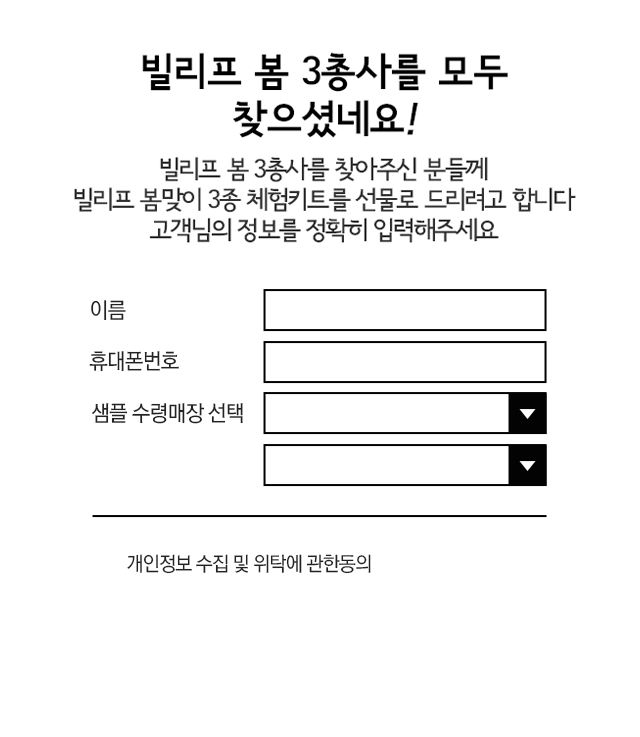 빌리프 봄 3총사를 모두
찾으셨네요!
빌리프 봄 3총사를 찾아주신 분들께
빌리프 봄맞이 3종 체험키트를 선물로 드리려고 합니다
고객님의 정보를 정확히 입력해주세요
이름
휴대폰번호
샘플 수령매장 선택
개인정보 수집 및 위탁에 관한동의